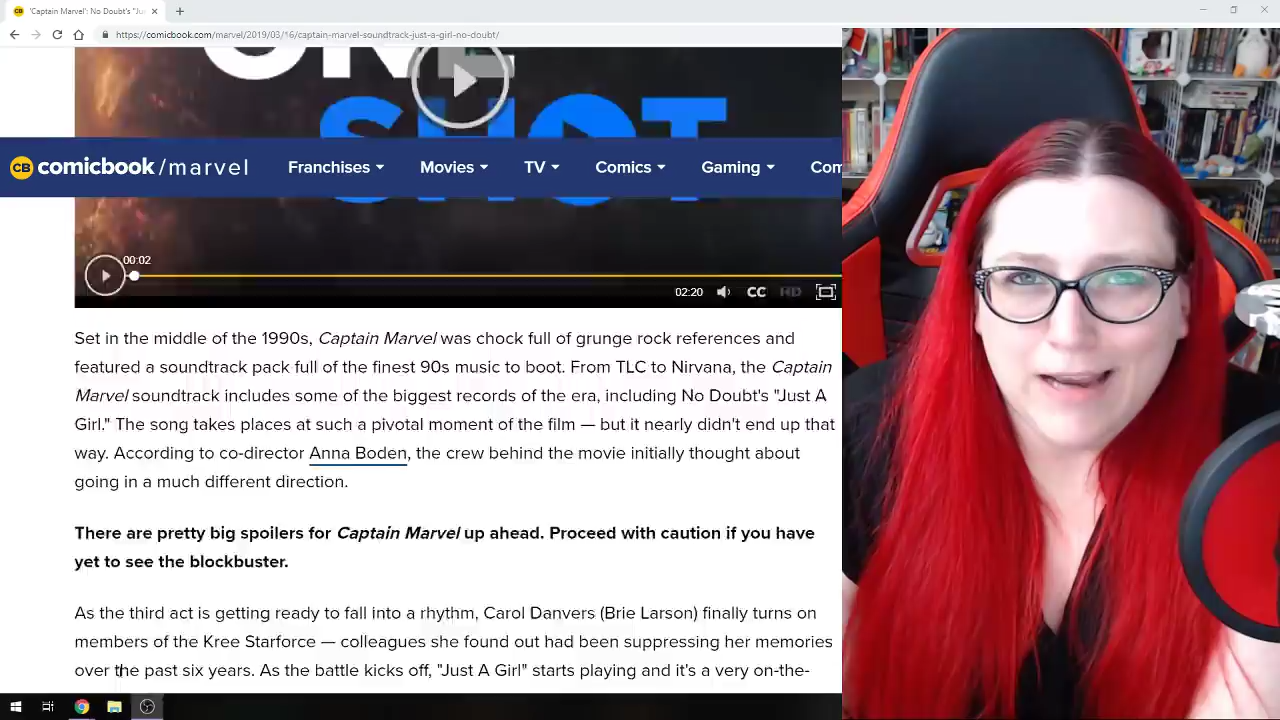 'Captain Marvel': No Doubt's "Jus
https://comicbook.com/marvel/2019/03/16/captain-marvel-soundtrack-just-a-girl-no-doubt/
ONE
SHOT
CB comicbook /marvel Franchises Movies TV Comics Gaming Com
00:02
02:20 CC HD
Set in the middle of the 1990s, Captain Marvel was chock full of grunge rock references and
featured a soundtrack pack full of the finest 90s music to boot. From TLC to Nirvana, the Captain
Marvel soundtrack includes some of the biggest records of the era, including No Doubt's "Just A
Girl." The song takes places at such a pivotal moment of the film — but it nearly didn't end up that
way. According to co-director Anna Boden, the crew behind the movie initially thought about
going in a much different direction.
There are pretty big spoilers for Captain Marvel up ahead. Proceed with caution if you have
yet to see the blockbuster.
As the third act is getting ready to fall into a rhythm, Carol Danvers (Brie Larson) finally turns on
members of the Kree Starforce — colleagues she found out had been suppressing her memories
over the past six years. As the battle kicks off, "Just A Girl" starts playing and it's a very on-the-